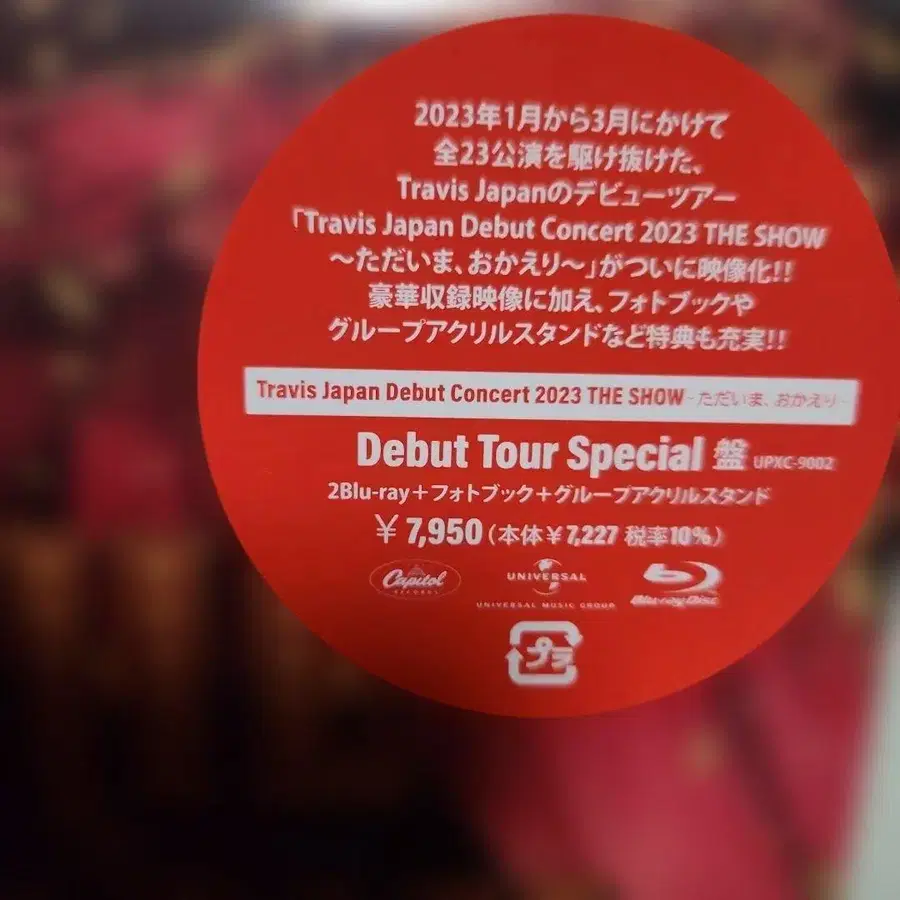 2023年1月から3月にかけて
全23公演を駆け抜けた、
Travis Japanのデビューツアー
「Travis Japan Debut Concert 2023 THE SHOW
～ただいま、おかえり～」がついに映像化!!
豪華収録映像に加え、フォトブックや
グループアクリルスタンドなど特典も充実!!
Travis Japan Debut Concert 2023 THE SHOW～ただいま、おかえり～
Debut Tour Special 盤 UPXC-9002
2Blu-ray＋フォトブック＋グループアクリルスタンド
￥7,950（本体￥7,227 税率10%）
Capitol
RECORDS
UNIVERSAL
UNIVERSAL MUSIC GROUP
Blu-ray Disc
プラ